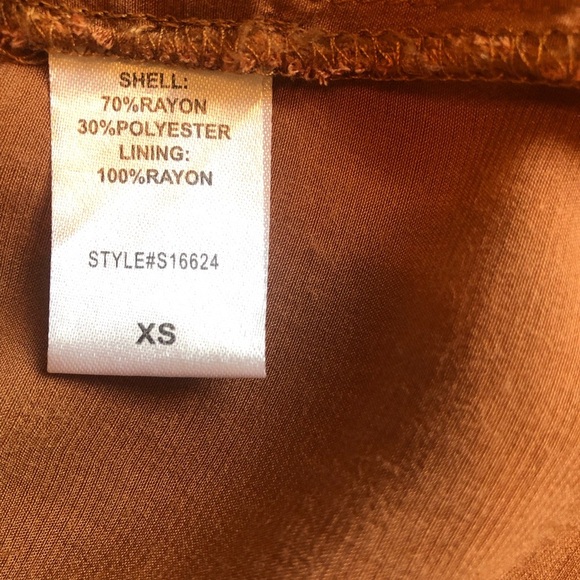 SHELL:
70%RAYON
30%POLYESTER
LINING:
100%RAYON
STYLE#S16624
XS